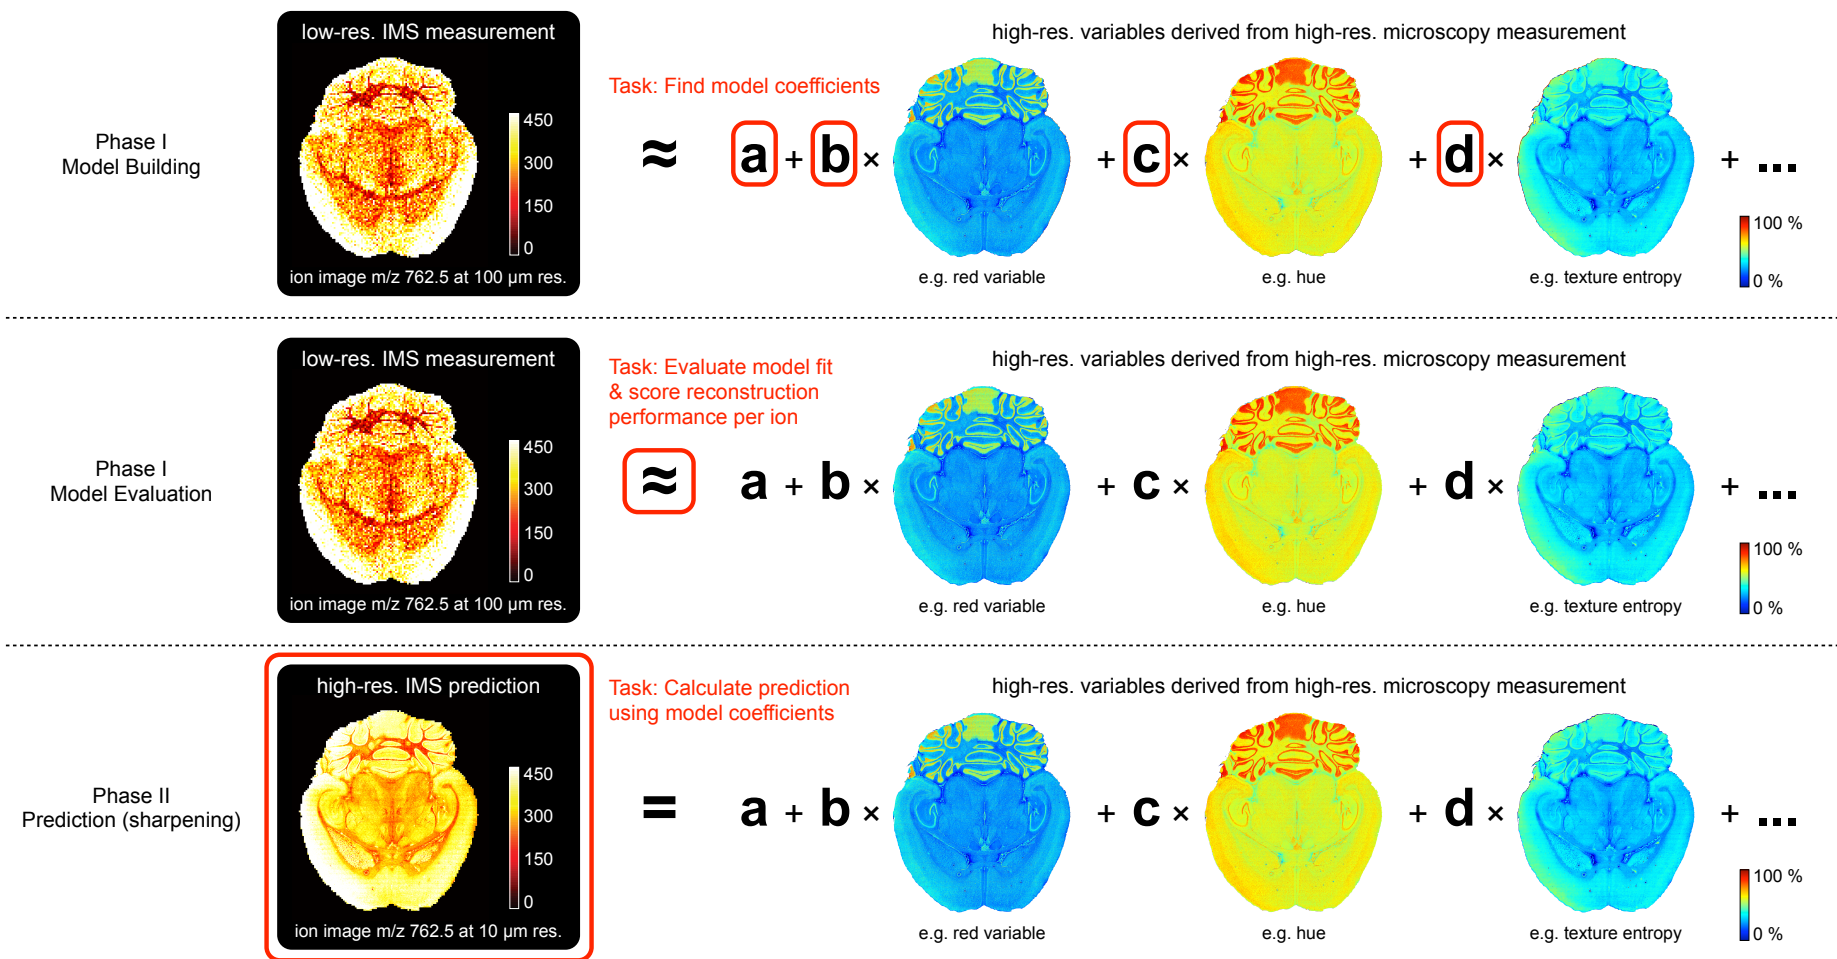 low-res. IMS measurement
high-res. variables derived from high-res. microscopy measurement
Task: Find model coefficients
Phase I
Model Building
450
300
150
0
≈ a + b × + c × + d × + ...
100 %
0 %
ion image m/z 762.5 at 100 µm res.
e.g. red variable
e.g. hue
e.g. texture entropy
low-res. IMS measurement
high-res. variables derived from high-res. microscopy measurement
Task: Evaluate model fit
& score reconstruction
performance per ion
Phase I
Model Evaluation
450
300
150
0
≈ a + b × + c × + d × + ...
100 %
0 %
ion image m/z 762.5 at 100 µm res.
e.g. red variable
e.g. hue
e.g. texture entropy
high-res. IMS prediction
high-res. variables derived from high-res. microscopy measurement
Task: Calculate prediction
using model coefficients
Phase II
Prediction (sharpening)
450
300
150
0
= a + b × + c × + d × + ...
100 %
0 %
ion image m/z 762.5 at 10 µm res.
e.g. red variable
e.g. hue
e.g. texture entropy